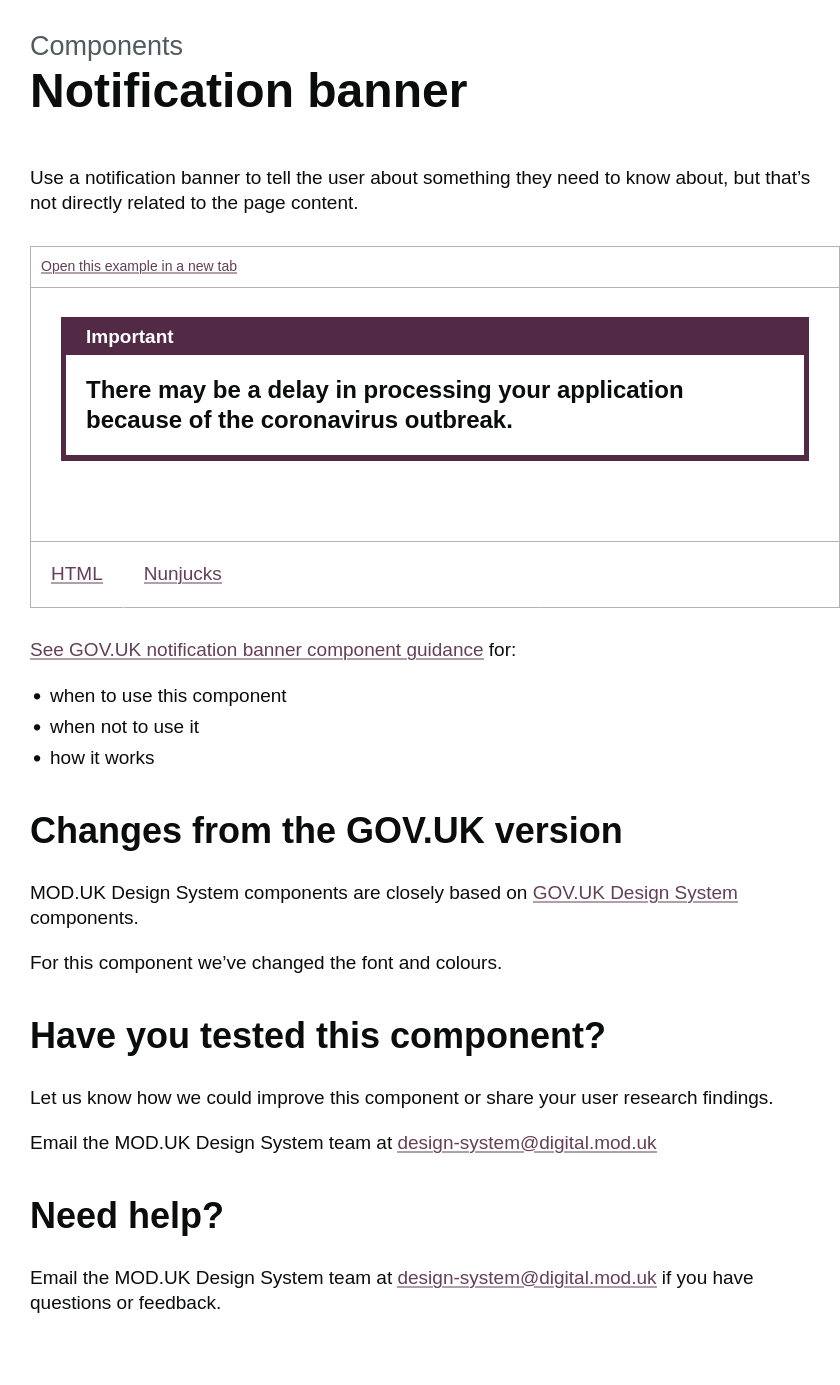 Components
Notification banner
Use a notification banner to tell the user about something they need to know about, but that’s
not directly related to the page content.
Open this example in a new tab
Important
There may be a delay in processing your application
because of the coronavirus outbreak.
HTML Nunjucks
See GOV.UK notification banner component guidance for:
• when to use this component
• when not to use it
• how it works
Changes from the GOV.UK version
MOD.UK Design System components are closely based on GOV.UK Design System
components.
For this component we’ve changed the font and colours.
Have you tested this component?
Let us know how we could improve this component or share your user research findings.
Email the MOD.UK Design System team at design-system@digital.mod.uk
Need help?
Email the MOD.UK Design System team at design-system@digital.mod.uk if you have
questions or feedback.